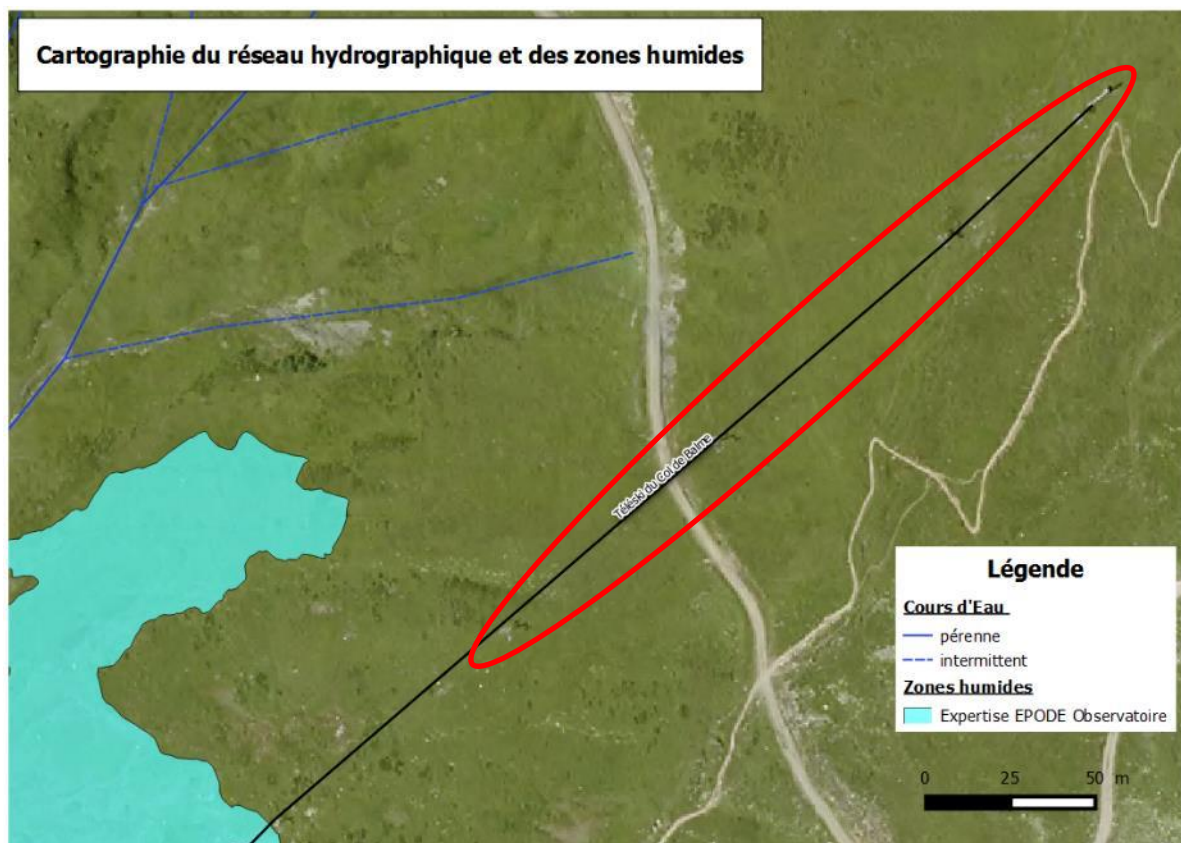 Cartographie du réseau hydrographique et des zones humides
Téléski du Col de Balme
Légende
Cours d'Eau
pérenne
intermittent
Zones humides
Expertise EPODE Observatoire
0 25 50 m